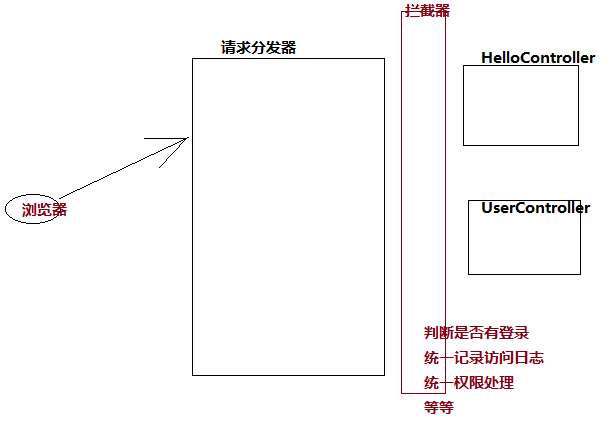 拦截器
请求分发器
HelloController
浏览器
UserController
判断是否有登录
统一记录访问日志
统一权限处理
等等